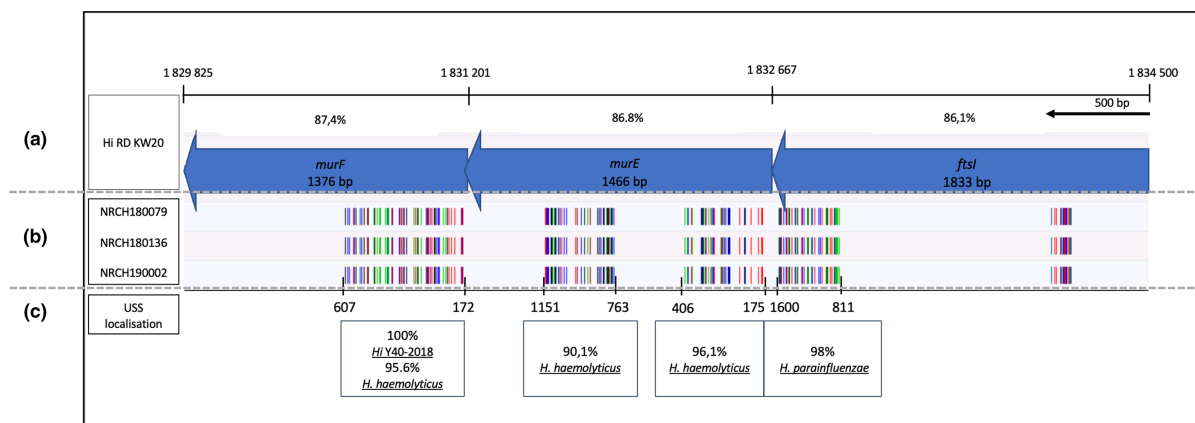 1 829 825
1 831 201
1 832 667
1 834 500
500 bp
(a)
Hi RD KW20
87,4%
86.8%
86,1%
murF
1376 bp
murE
1466 bp
ftsI
1833 bp
(b)
NRCH180079
NRCH180136
NRCH190002
(c)
USS
localisation
607
172
1151
763
406
175
1600
811
100%
Hi Y40-2018
95.6%
H. haemolyticus
90,1%
H. haemolyticus
96,1%
H. haemolyticus
98%
H. parainfluenzae